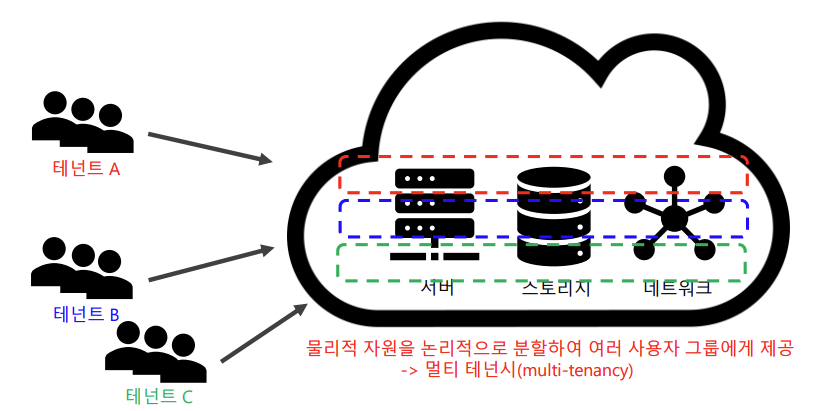 테넌트 A
테넌트 B
테넌트 C
서버
스토리지
네트워크
물리적 자원을 논리적으로 분할하여 여러 사용자 그룹에게 제공
-> 멀티 테넌시(multi-tenancy)